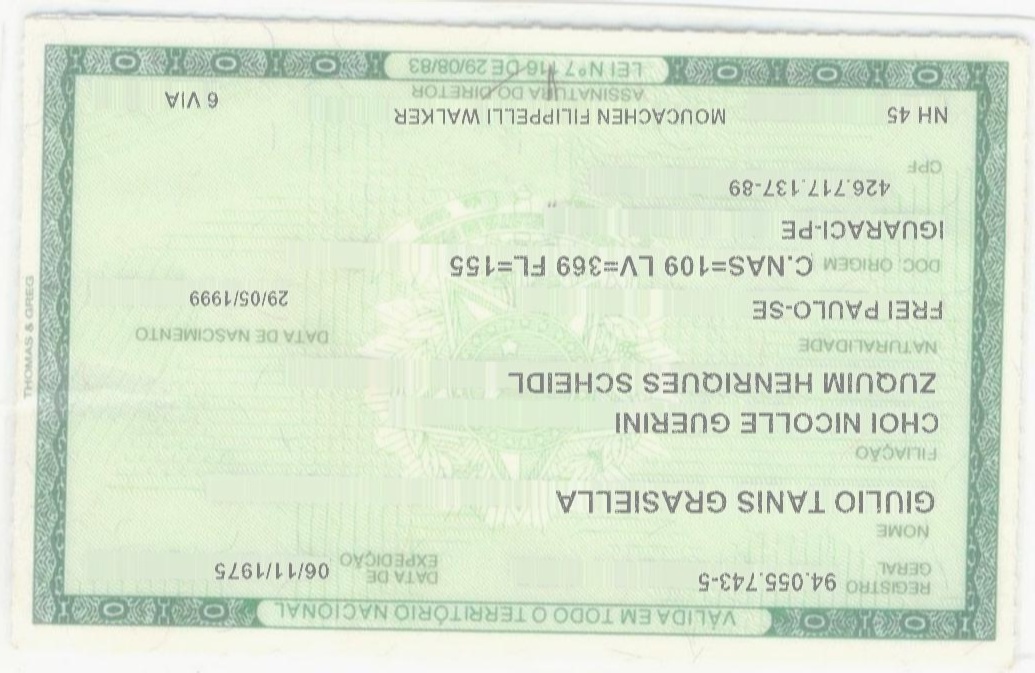 VÁLIDA EM TODO O TERRITÓRIO NACIONAL
REGISTRO GERAL 94.055.743-5 DATA DE EXPEDIÇÃO 06/11/1975
NOME
GIULIO TANIS GRASIELLA
FILIAÇÃO
CHOI NICOLLE GUERINI
ZUQUIM HENRIQUES SCHEIDL
NATURALIDADE DATA DE NASCIMENTO
FREI PAULO-SE 29/05/1999
DOC. ORIGEM C.NAS=109 LV=369 FL=155
IGUARACI-PE
426.717.137-89
CPF
NH 45 MOUCACHEN FILIPPELLI WALKER 6 VIA
ASSINATURA DO DIRETOR
LEI Nº 7 116 DE 29/08/83
THOMAS & GREG